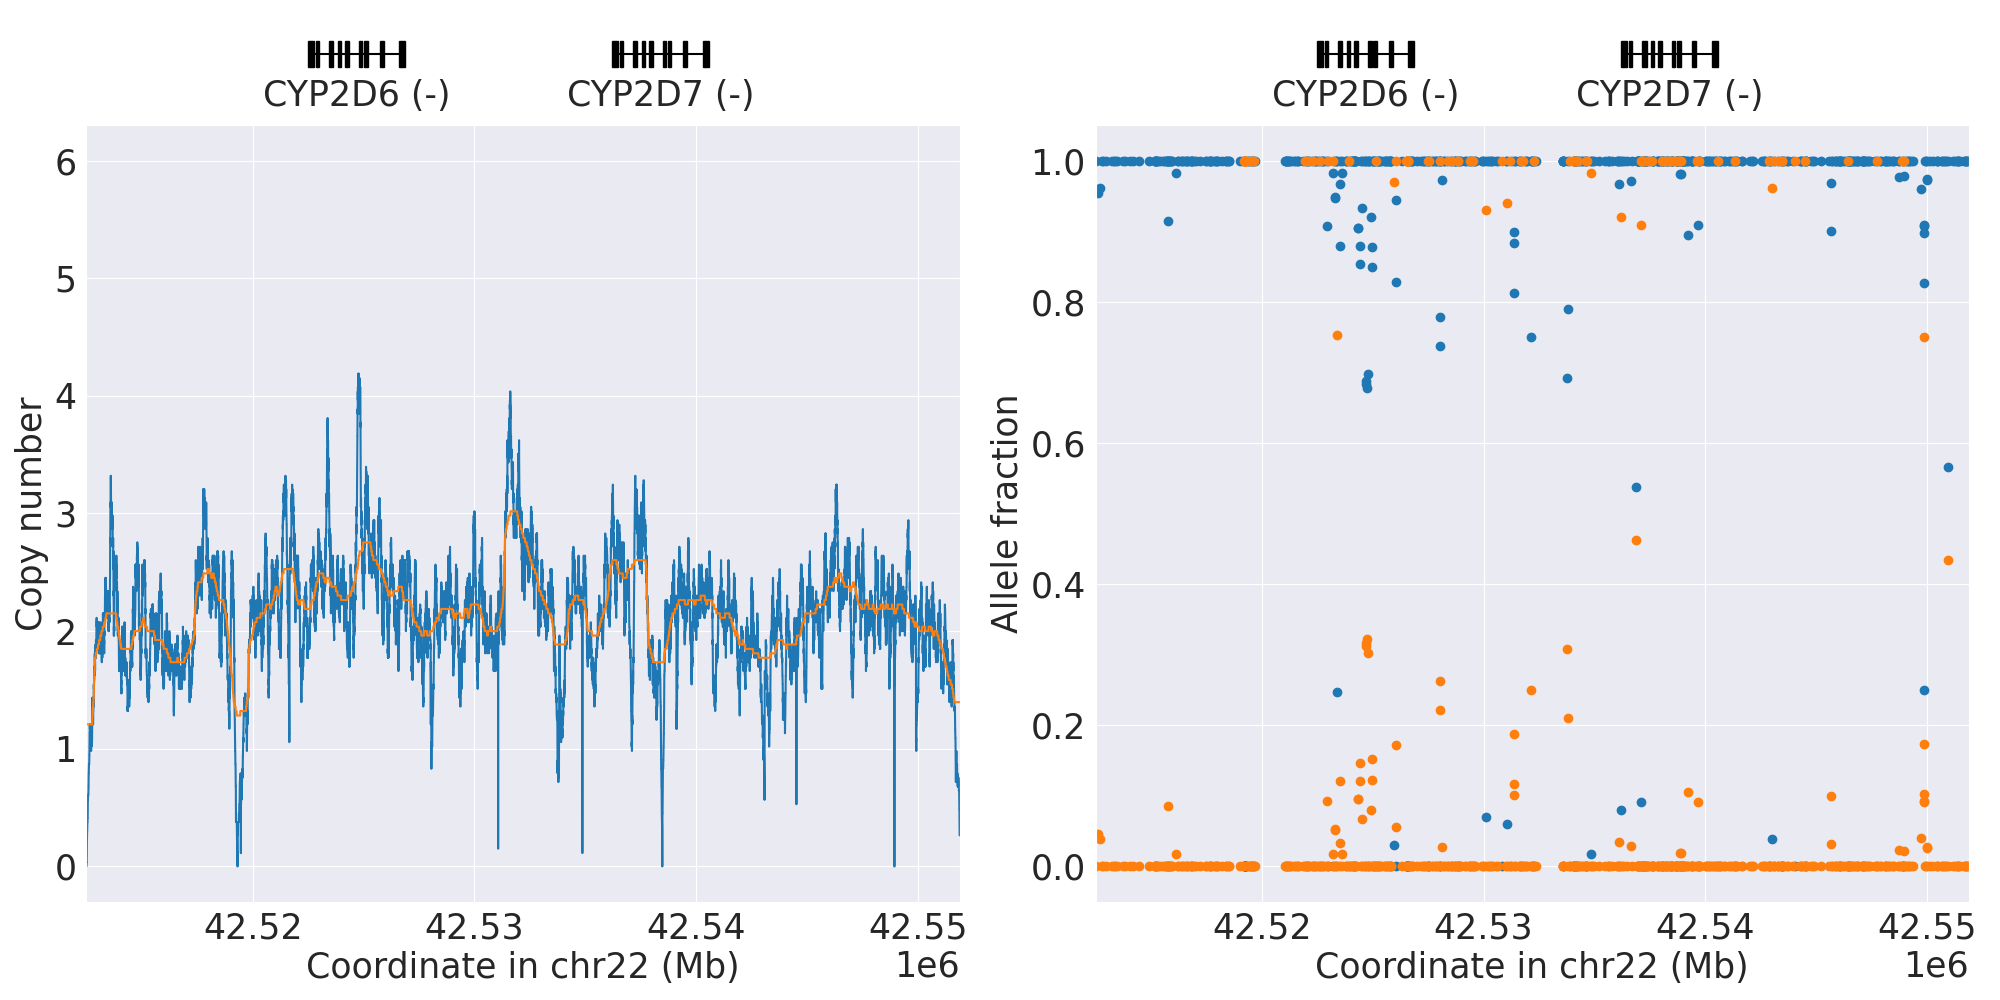 CYP2D6 (-) CYP2D7 (-)
6
5
4
3
2
1
0
Copy number
42.52 42.53 42.54 42.55
Coordinate in chr22 (Mb) 1e6
CYP2D6 (-) CYP2D7 (-)
1.0
0.8
0.6
0.4
0.2
0.0
Allele fraction
42.52 42.53 42.54 42.55
Coordinate in chr22 (Mb) 1e6